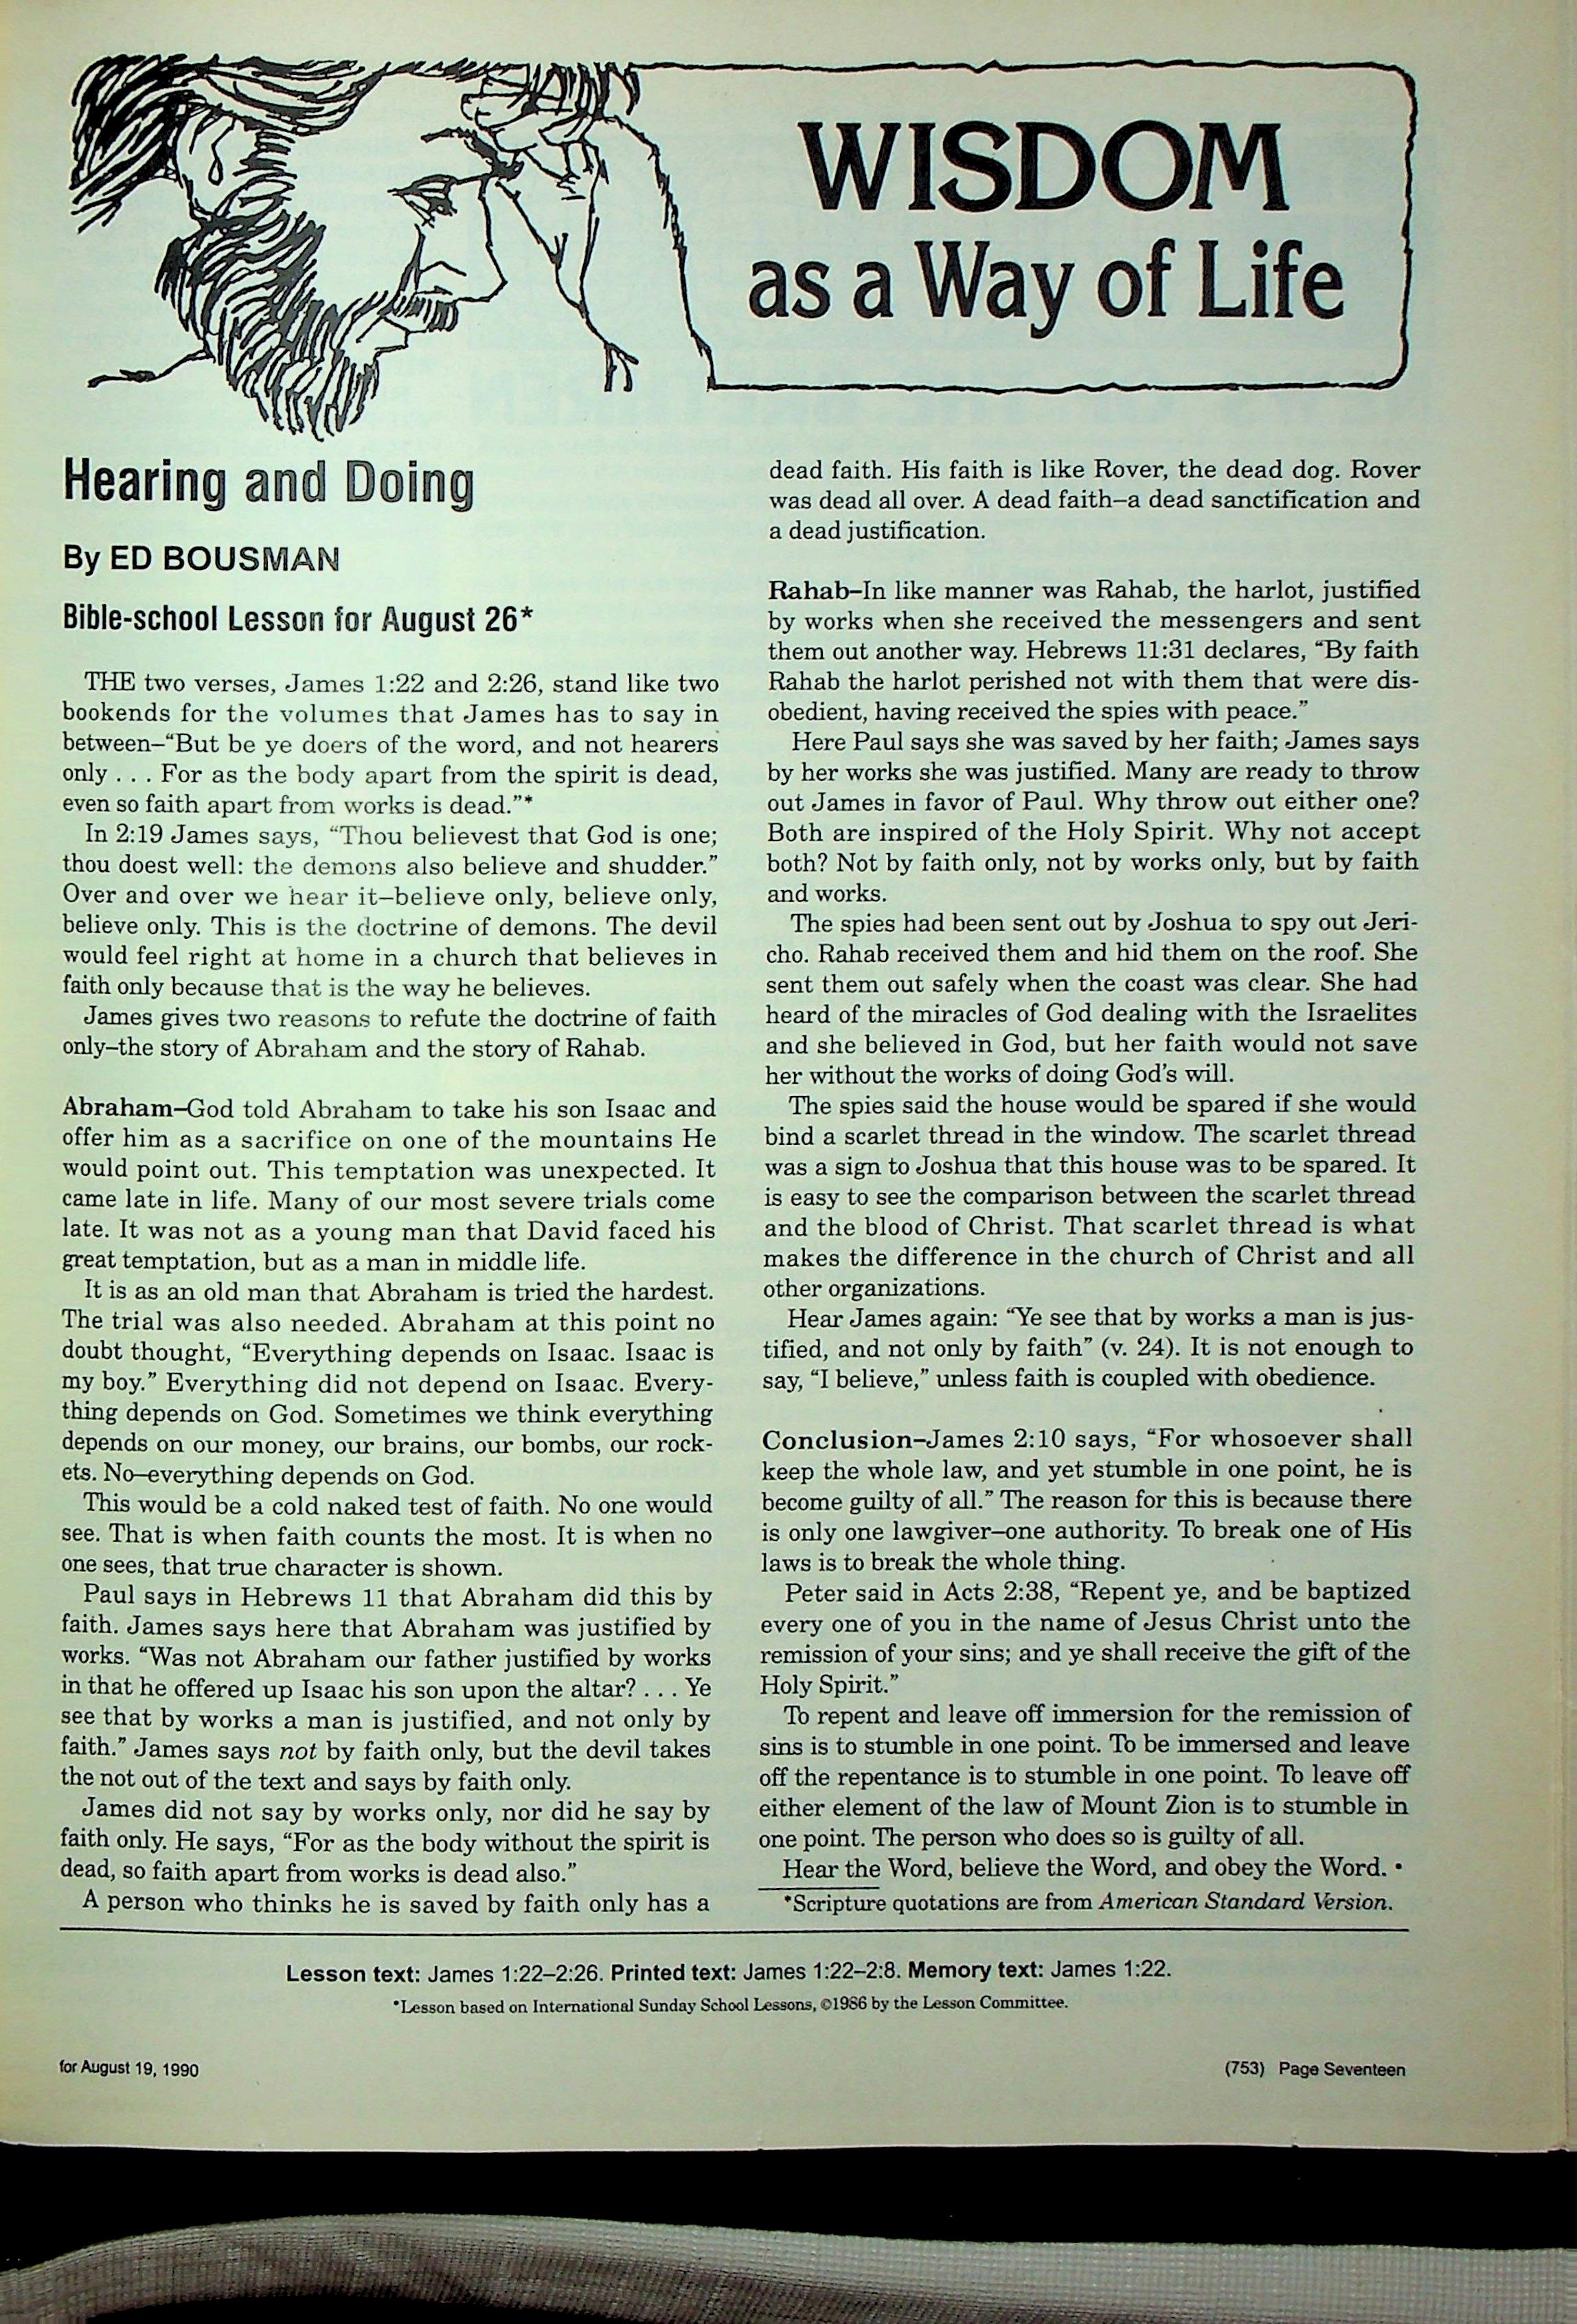 WISDOM
as a Way of Life
Hearing and Doing
By ED BOUSMAN
Bible-school Lesson for August 26*
THE two verses, James 1:22 and 2:26, stand like two
bookends for the volumes that James has to say in
between–“But be ye doers of the word, and not hearers
only . . . For as the body apart from the spirit is dead,
even so faith apart from works is dead.”*
In 2:19 James says, “Thou believest that God is one;
thou doest well: the demons also believe and shudder.”
Over and over we hear it–believe only, believe only,
believe only. This is the doctrine of demons. The devil
would feel right at home in a church that believes in
faith only because that is the way he believes.
James gives two reasons to refute the doctrine of faith
only–the story of Abraham and the story of Rahab.
Abraham–God told Abraham to take his son Isaac and
offer him as a sacrifice on one of the mountains He
would point out. This temptation was unexpected. It
came late in life. Many of our most severe trials come
late. It was not as a young man that David faced his
great temptation, but as a man in middle life.
It is as an old man that Abraham is tried the hardest.
The trial was also needed. Abraham at this point no
doubt thought, “Everything depends on Isaac. Isaac is
my boy.” Everything did not depend on Isaac. Every-
thing depends on God. Sometimes we think everything
depends on our money, our brains, our bombs, our rock-
ets. No–everything depends on God.
This would be a cold naked test of faith. No one would
see. That is when faith counts the most. It is when no
one sees, that true character is shown.
Paul says in Hebrews 11 that Abraham did this by
faith. James says here that Abraham was justified by
works. “Was not Abraham our father justified by works
in that he offered up Isaac his son upon the altar? . . . Ye
see that by works a man is justified, and not only by
faith.” James says not by faith only, but the devil takes
the not out of the text and says by faith only.
James did not say by works only, nor did he say by
faith only. He says, “For as the body without the spirit is
dead, so faith apart from works is dead also.”
A person who thinks he is saved by faith only has a
dead faith. His faith is like Rover, the dead dog. Rover
was dead all over. A dead faith–a dead sanctification and
a dead justification.
Rahab–In like manner was Rahab, the harlot, justified
by works when she received the messengers and sent
them out another way. Hebrews 11:31 declares, “By faith
Rahab the harlot perished not with them that were dis-
obedient, having received the spies with peace.”
Here Paul says she was saved by her faith; James says
by her works she was justified. Many are ready to throw
out James in favor of Paul. Why throw out either one?
Both are inspired of the Holy Spirit. Why not accept
both? Not by faith only, not by works only, but by faith
and works.
The spies had been sent out by Joshua to spy out Jeri-
cho. Rahab received them and hid them on the roof. She
sent them out safely when the coast was clear. She had
heard of the miracles of God dealing with the Israelites
and she believed in God, but her faith would not save
her without the works of doing God’s will.
The spies said the house would be spared if she would
bind a scarlet thread in the window. The scarlet thread
was a sign to Joshua that this house was to be spared. It
is easy to see the comparison between the scarlet thread
and the blood of Christ. That scarlet thread is what
makes the difference in the church of Christ and all
other organizations.
Hear James again: “Ye see that by works a man is jus-
tified, and not only by faith” (v. 24). It is not enough to
say, “I believe,” unless faith is coupled with obedience.
Conclusion–James 2:10 says, “For whosoever shall
keep the whole law, and yet stumble in one point, he is
become guilty of all.” The reason for this is because there
is only one lawgiver–one authority. To break one of His
laws is to break the whole thing.
Peter said in Acts 2:38, “Repent ye, and be baptized
every one of you in the name of Jesus Christ unto the
remission of your sins; and ye shall receive the gift of the
Holy Spirit.”
To repent and leave off immersion for the remission of
sins is to stumble in one point. To be immersed and leave
off the repentance is to stumble in one point. To leave off
either element of the law of Mount Zion is to stumble in
one point. The person who does so is guilty of all.
Hear the Word, believe the Word, and obey the Word. •
*Scripture quotations are from American Standard Version.
Lesson text: James 1:22–2:26. Printed text: James 1:22–2:8. Memory text: James 1:22.
*Lesson based on International Sunday School Lessons, ©1986 by the Lesson Committee.
for August 19, 1990
(753) Page Seventeen